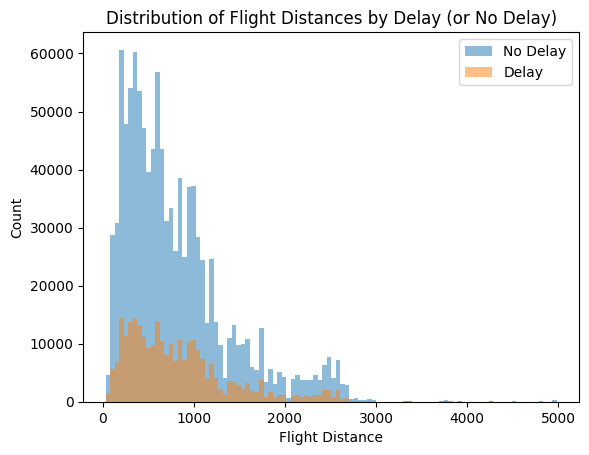 Distribution of Flight Distances by Delay (or No Delay)
No Delay
Delay
Count
60000
50000
40000
30000
20000
10000
0
0 1000 2000 3000 4000 5000
Flight Distance